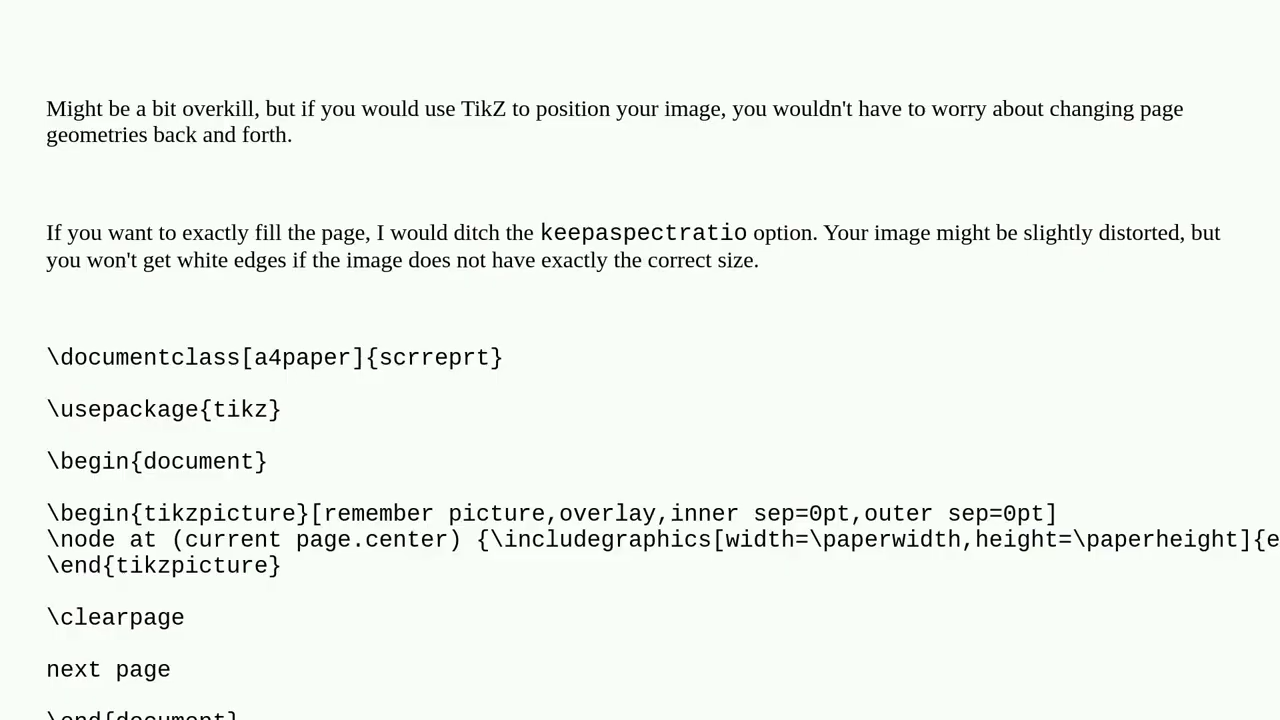 Might be a bit overkill, but if you would use TikZ to position your image, you wouldn't have to worry about changing page
geometries back and forth.
If you want to exactly fill the page, I would ditch the keepaspectratio option. Your image might be slightly distorted, but
you won't get white edges if the image does not have exactly the correct size.
\documentclass[a4paper]{scrreprt}
\usepackage{tikz}
\begin{document}
\begin{tikzpicture}[remember picture,overlay,inner sep=0pt,outer sep=0pt]
\node at (current page.center) {\includegraphics[width=\paperwidth,height=\paperheight]{e
\end{tikzpicture}
\clearpage
next page
\end{document}